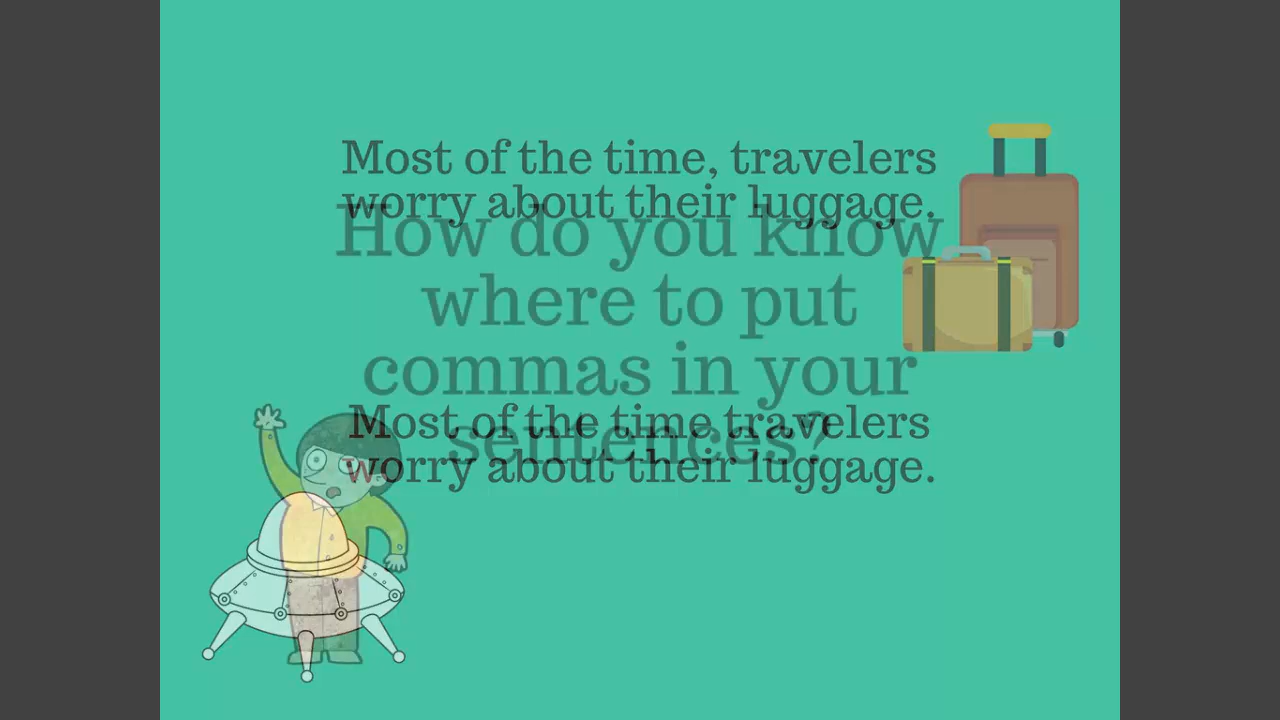 Most of the time, travelers
worry about their luggage.
How do you know
where to put
commas in your
sentences?
Most of the time travelers
worry about their luggage.